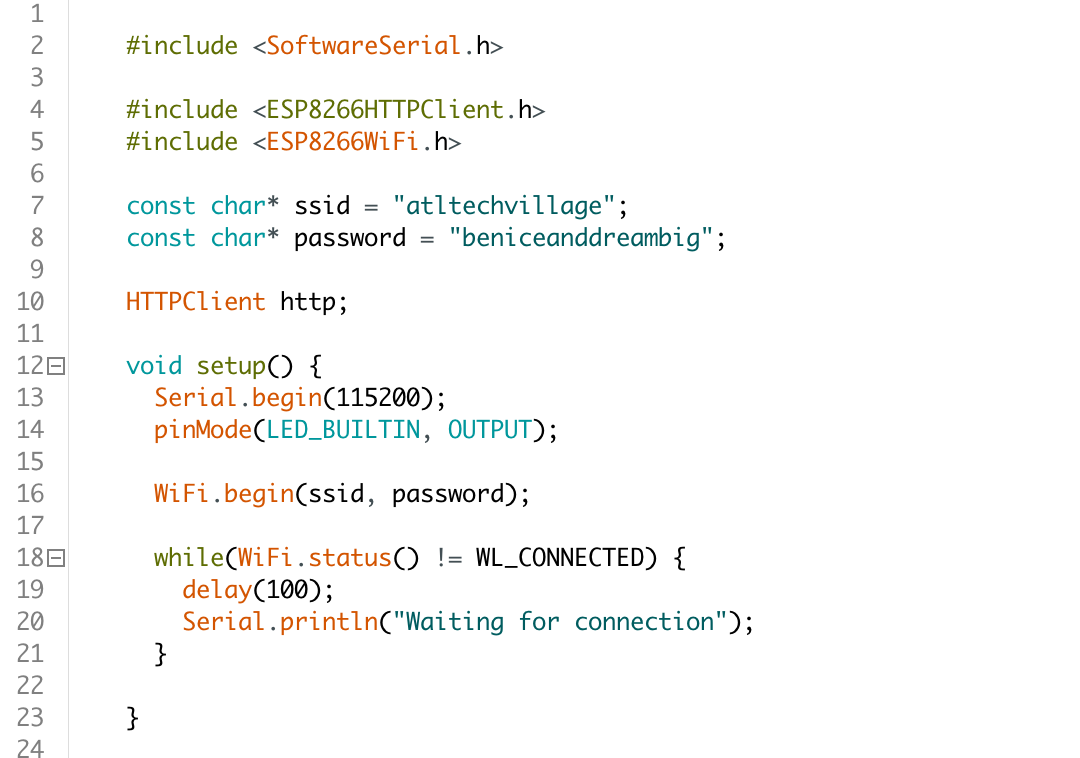 1
2 #include <SoftwareSerial.h>
3
4 #include <ESP8266HTTPClient.h>
5 #include <ESP8266WiFi.h>
6
7 const char* ssid = "atltechvillage";
8 const char* password = "beniceanddreambig";
9
10 HTTPClient http;
11
12 void setup() {
13 Serial.begin(115200);
14 pinMode(LED_BUILTIN, OUTPUT);
15
16 WiFi.begin(ssid, password);
17
18 while(WiFi.status() != WL_CONNECTED) {
19 delay(100);
20 Serial.println("Waiting for connection");
21 }
22
23 }
24